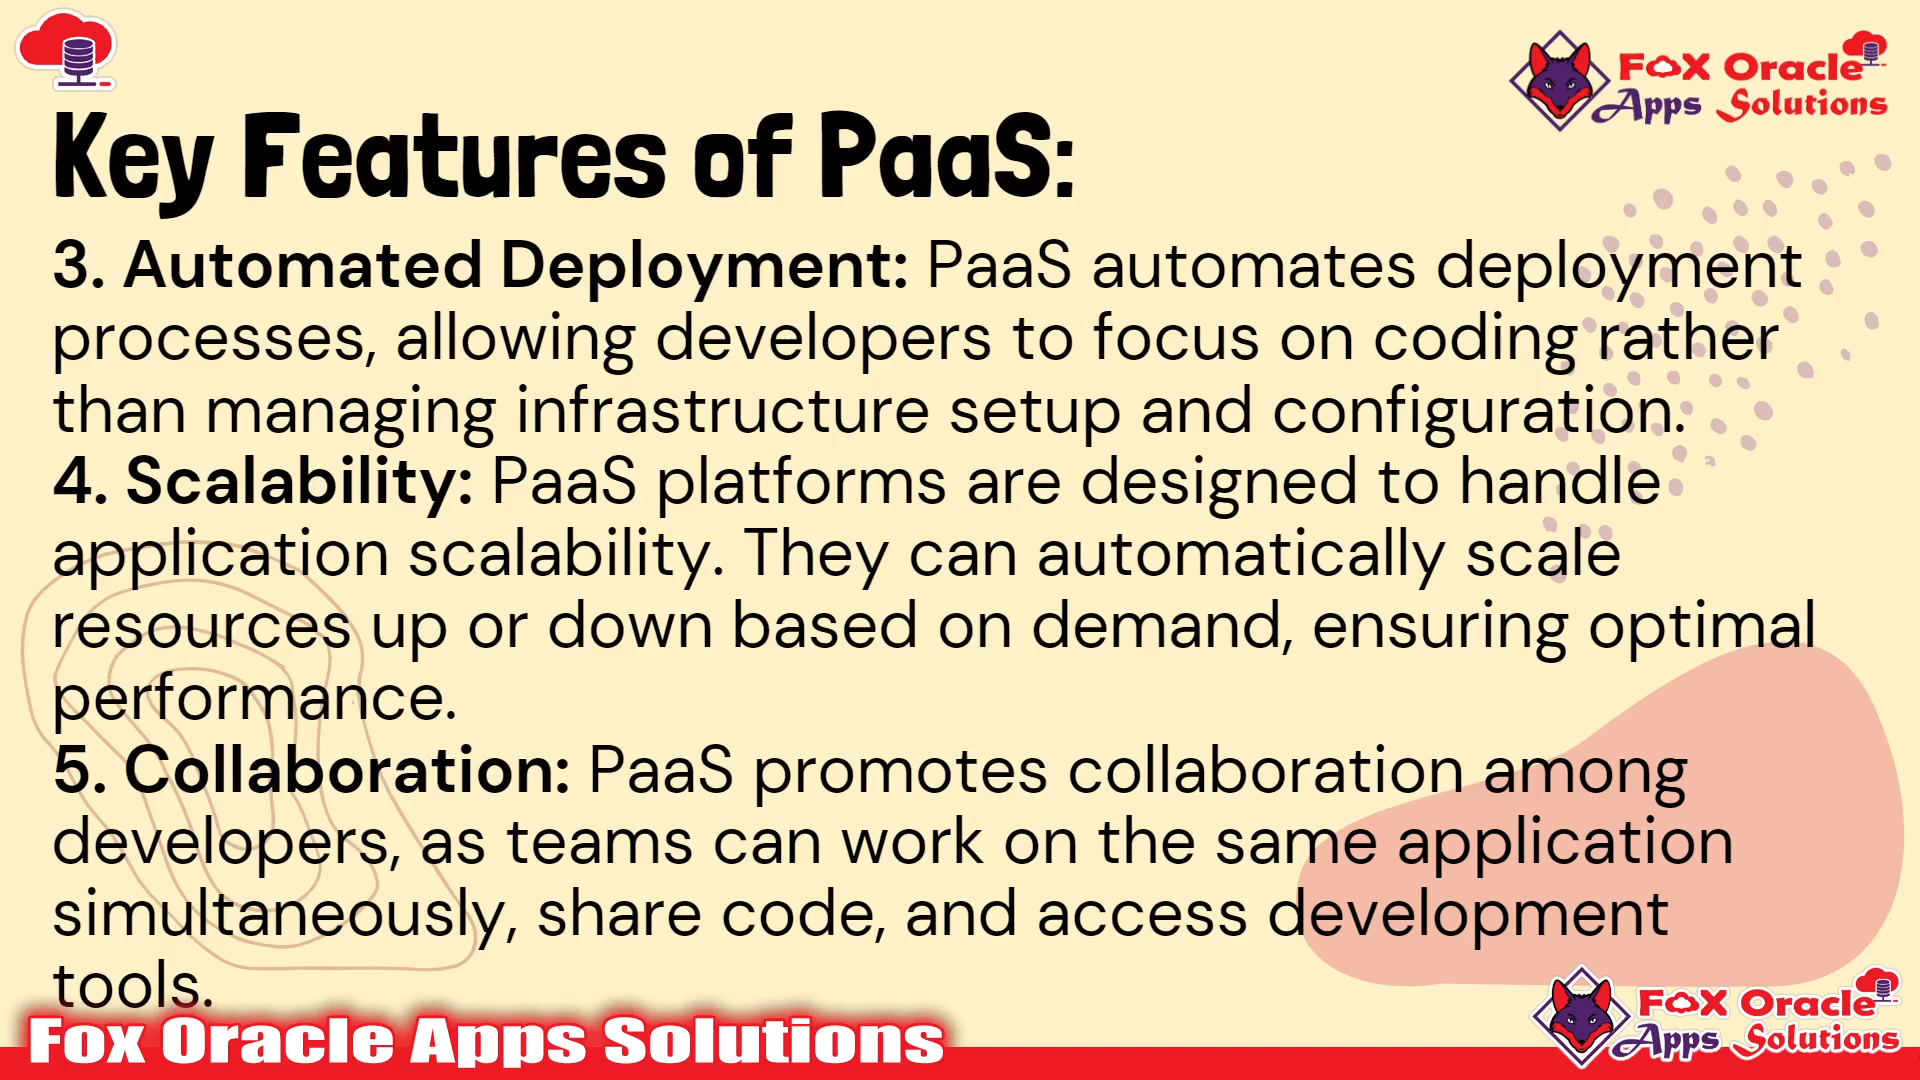 FoX Oracle
Apps Solutions
Key Features of PaaS:
3. Automated Deployment: PaaS automates deployment
processes, allowing developers to focus on coding rather
than managing infrastructure setup and configuration.
4. Scalability: PaaS platforms are designed to handle
application scalability. They can automatically scale
resources up or down based on demand, ensuring optimal
performance.
5. Collaboration: PaaS promotes collaboration among
developers, as teams can work on the same application
simultaneously, share code, and access development
tools.
Fox Oracle Apps Solutions
FoX Oracle
Apps Solutions